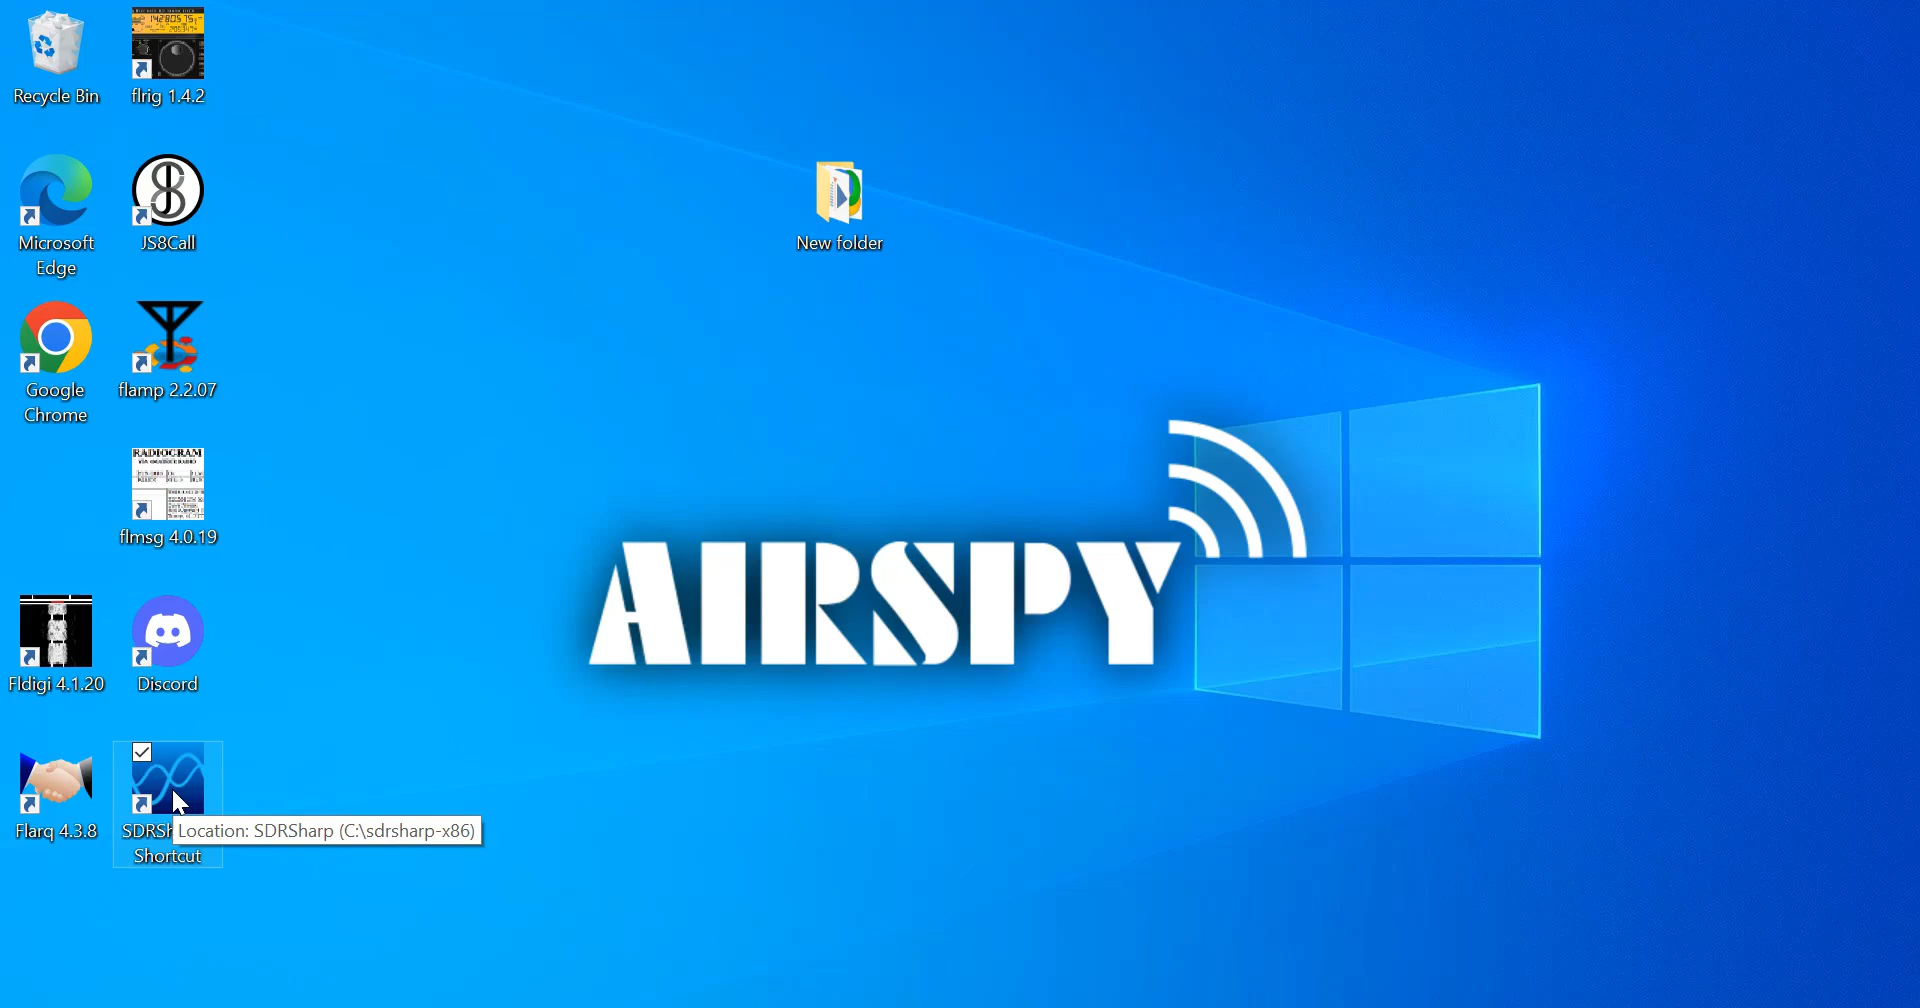 Recycle Bin
flrig 1.4.2
Microsoft
Edge
JS8Call
New folder
Google
Chrome
flamp 2.2.07
RADIOGRAM
flmsg 4.0.19
AIRSPY
Fldigi 4.1.20
Discord
Flarq 4.3.8
Location: SDRSharp (C:\sdrsharp-x86)
Shortcut